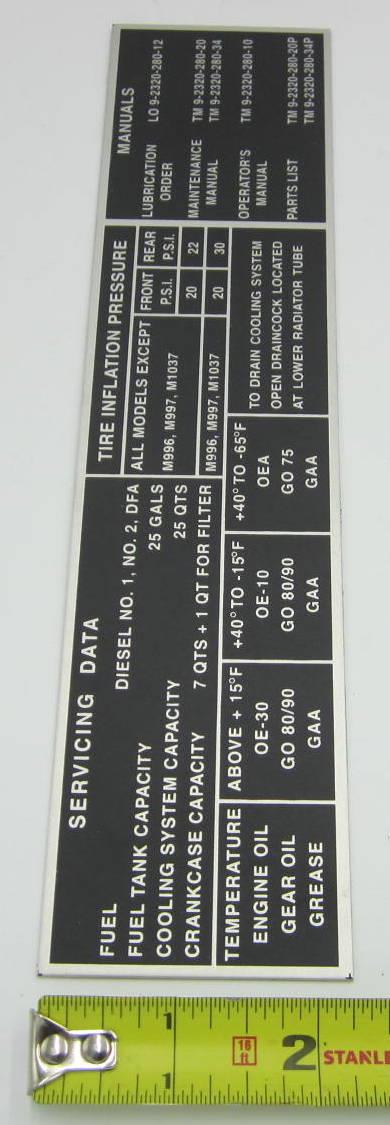 SERVICING DATA
FUEL DIESEL NO. 1, NO. 2, DFA
FUEL TANK CAPACITY 25 GALS
COOLING SYSTEM CAPACITY 25 QTS
CRANKCASE CAPACITY 7 QTS + 1 QT FOR FILTER
TEMPERATURE ABOVE + 15°F +40° TO -15°F +40° TO -65°F
ENGINE OIL OE-30 OE-10 OEA
GEAR OIL GO 80/90 GO 80/90 GO 75
GREASE GAA GAA GAA
TIRE INFLATION PRESSURE
ALL MODELS EXCEPT FRONT REAR
M996, M997, M1037 P.S.I. P.S.I.
20 22
M996, M997, M1037 20 30
TO DRAIN COOLING SYSTEM
OPEN DRAINCOCK LOCATED
AT LOWER RADIATOR TUBE
MANUALS
LUBRICATION LO 9-2320-280-12
ORDER
MAINTENANCE TM 9-2320-280-20
MANUAL TM 9-2320-280-34
OPERATOR'S TM 9-2320-280-10
MANUAL
PARTS LIST TM 9-2320-280-20P
TM 9-2320-280-34P
1
16 ft 2 STANLE
1